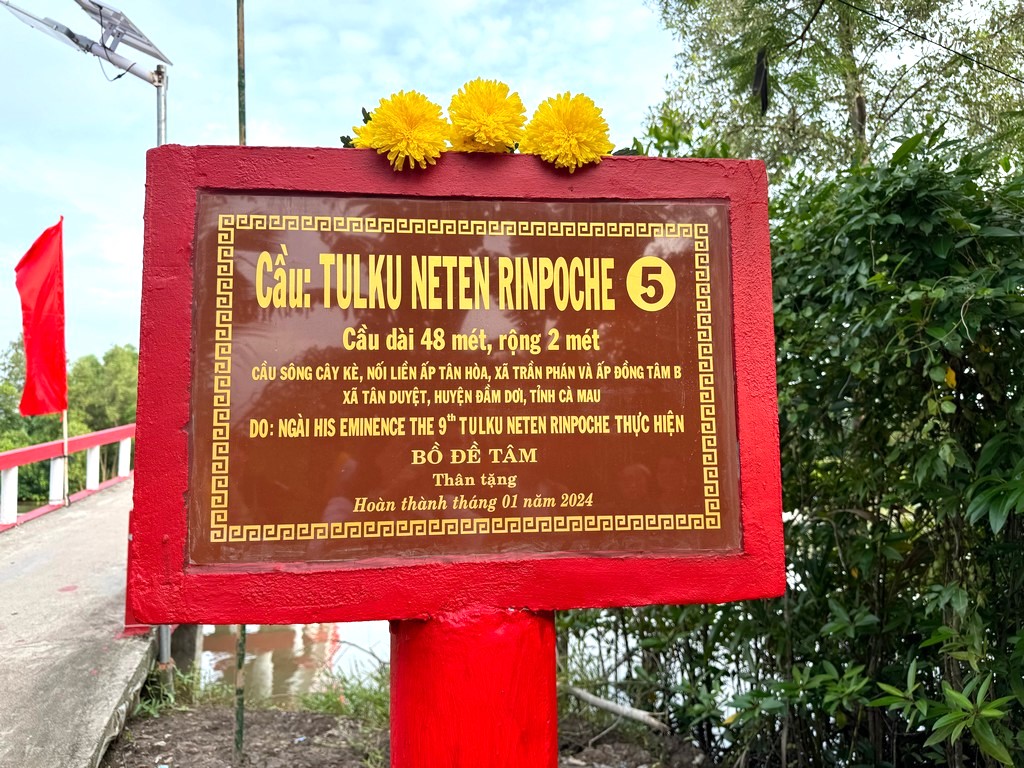 Cầu: TULKU NETEN RINPOCHE 5
Cầu dài 48 mét, rộng 2 mét
CẦU SÔNG CÂY KÈ, NỐI LIỀN ẤP TÂN HÒA, XÃ TRẦN PHÁN VÀ ẤP ĐỒNG TÂM B
XÃ TÂN DUYỆT, HUYỆN ĐẦM DƠI, TỈNH CÀ MAU
DO: NGÀI HIS EMINENCE THE 9th TULKU NETEN RINPOCHE THỰC HIỆN
BỒ ĐỀ TÂM
Thân tặng
Hoàn thành tháng 01 năm 2024